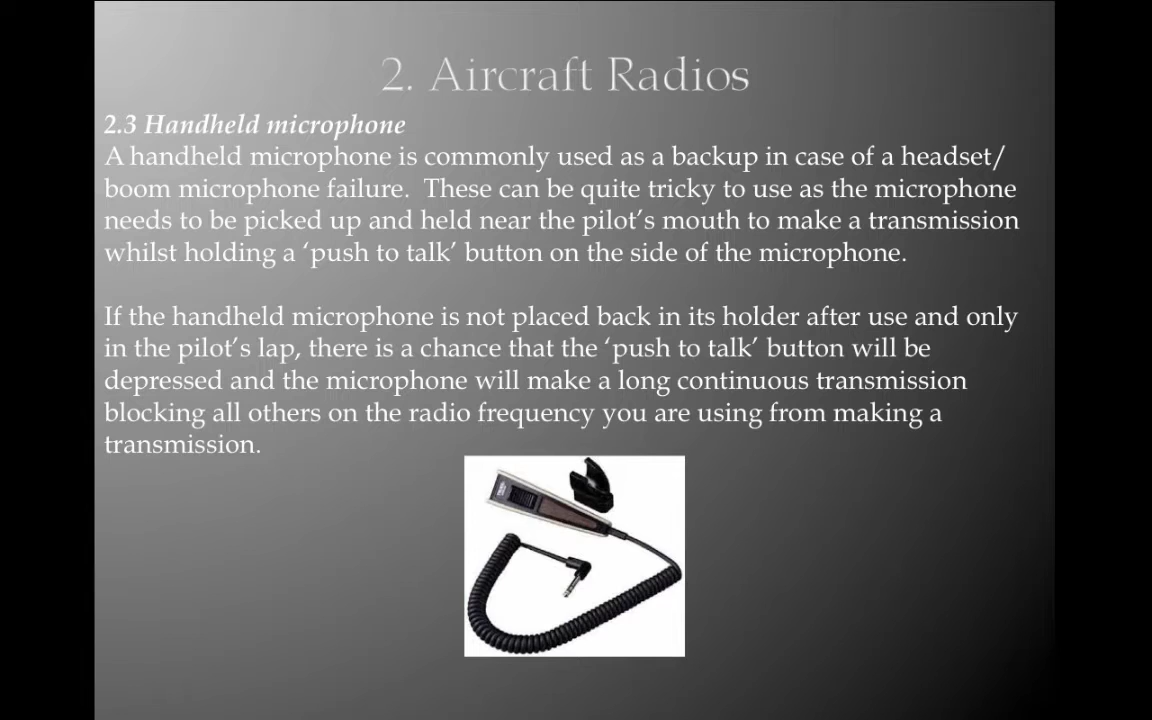 2. Aircraft Radios
2.3 Handheld microphone
A handheld microphone is commonly used as a backup in case of a headset/
boom microphone failure.  These can be quite tricky to use as the microphone
needs to be picked up and held near the pilot’s mouth to make a transmission
whilst holding a ‘push to talk’ button on the side of the microphone.
If the handheld microphone is not placed back in its holder after use and only
in the pilot’s lap, there is a chance that the ‘push to talk’ button will be
depressed and the microphone will make a long continuous transmission
blocking all others on the radio frequency you are using from making a
transmission.